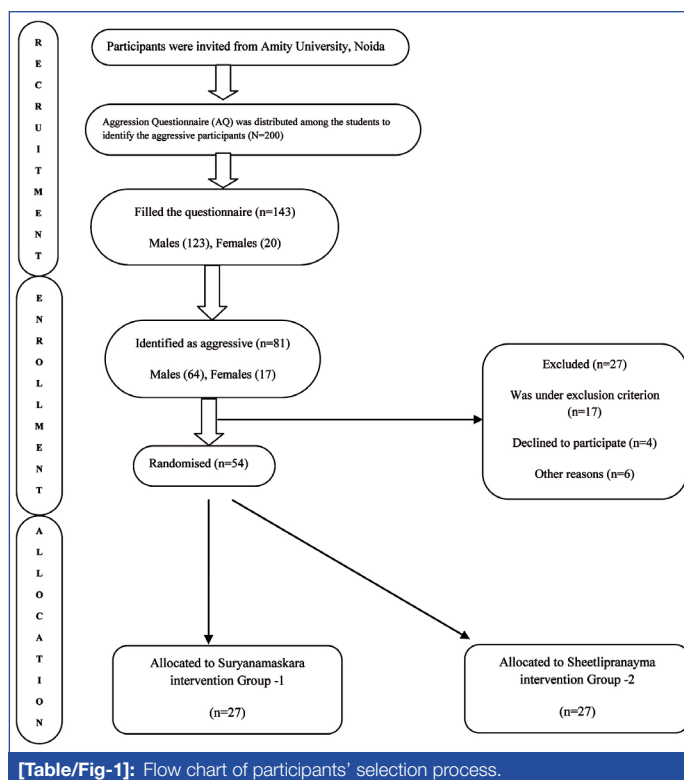 RECRUITMENT
Participants were invited from Amity University, Noida
Aggression Questionnaire (AQ) was distributed among the students to
identify the aggressive participants (N=200)
Filled the questionnaire (n=143)
Males (123), Females (20)
ENROLLMENT
Identified as aggressive (n=81)
Males (64), Females (17)
Excluded (n=27)
Was under exclusion criterion
(n=17)
Declined to participate (n=4)
Other reasons (n=6)
Randomised (n=54)
ALLOCATION
Allocated to Suryanamaskara
intervention Group -1
(n=27)
Allocated to Sheetlipranayma
intervention Group -2
(n=27)
[Table/Fig-1]: Flow chart of participants’ selection process.